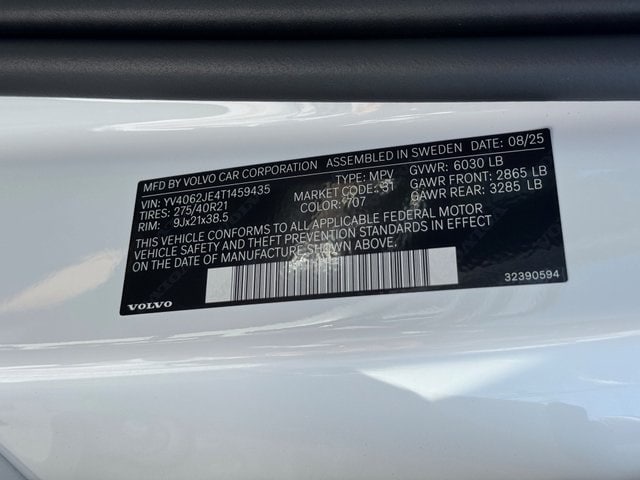 MFD BY VOLVO CAR CORPORATION ASSEMBLED IN SWEDEN 08/25
VIN: YV4062JE4T1459435 TYPE: MPV GVWR: 6030 LB
TIRES: 275/40R21 MARKET CODE: 31 GAWR FRONT: 2865 LB
RIM: 9Jx21x38.5 COLOR: 707 GAWR REAR: 3285 LB
THIS VEHICLE CONFORMS TO ALL APPLICABLE FEDERAL MOTOR
VEHICLE SAFETY AND THEFT PREVENTION STANDARDS IN EFFECT
ON THE DATE OF MANUFACTURE SHOWN ABOVE.
VOLVO 32390594